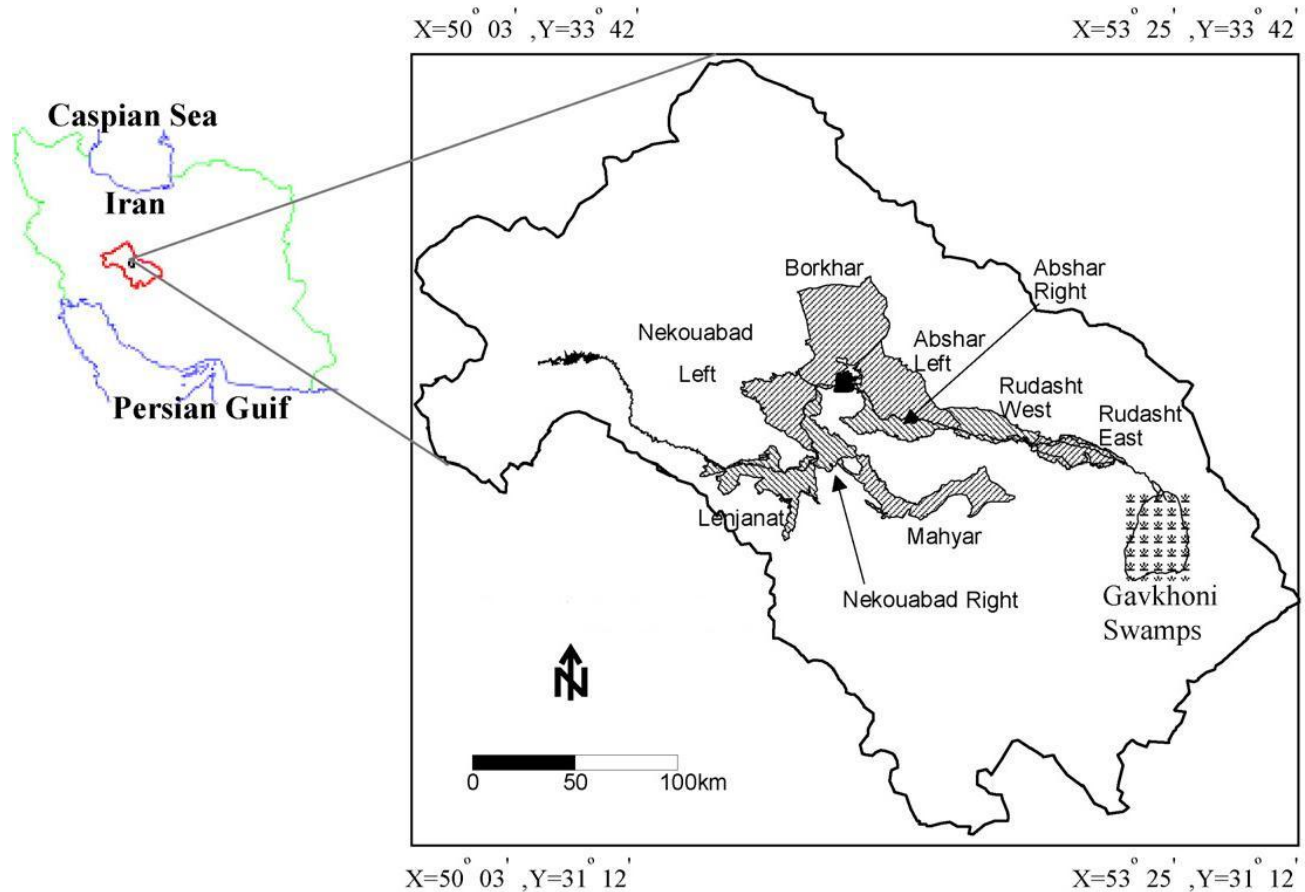 X=50° 03' ,Y=33° 42'
X=53° 25' ,Y=33° 42'
Caspian Sea
Iran
Persian Guif
Borkhar
Abshar
Right
Nekouabad
Left
Abshar
Left
Rudasht
West
Rudasht
East
Lenjanat
Mahyar
Nekouabad Right
Gavkhoni
Swamps
N
0 50 100km
X=50° 03' ,Y=31° 12'
X=53° 25' ,Y=31° 12'